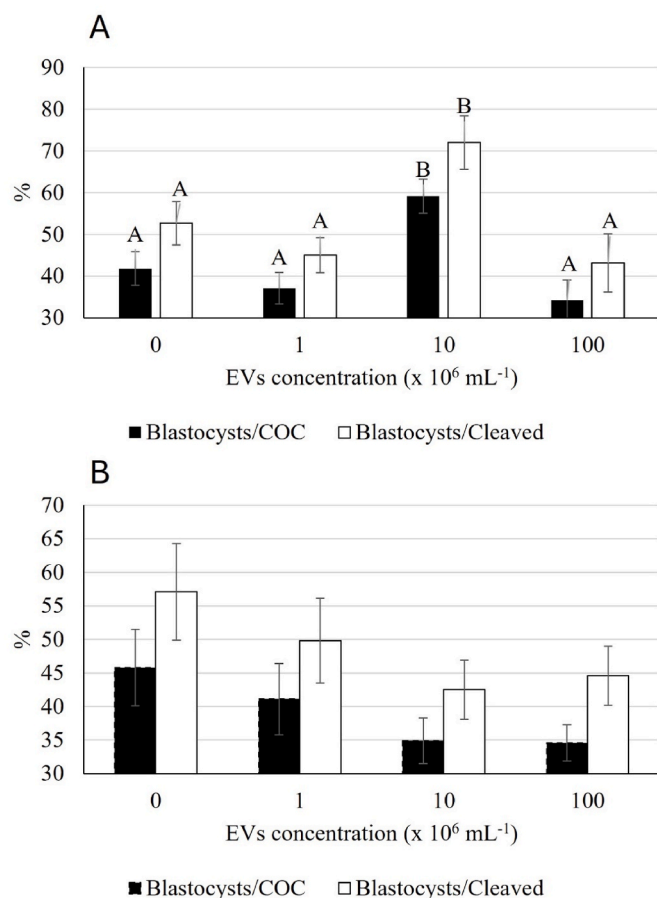 A
90
80
70
60
50
40
30
%
A
A
A
A
B
B
A
A
0
1
10
100
EVs concentration (x 10⁶ mL⁻¹)
■ Blastocysts/COC □ Blastocysts/Cleaved
B
70
65
60
55
50
45
40
35
30
%
0
1
10
100
EVs concentration (x 10⁶ mL⁻¹)
■ Blastocysts/COC □ Blastocysts/Cleaved